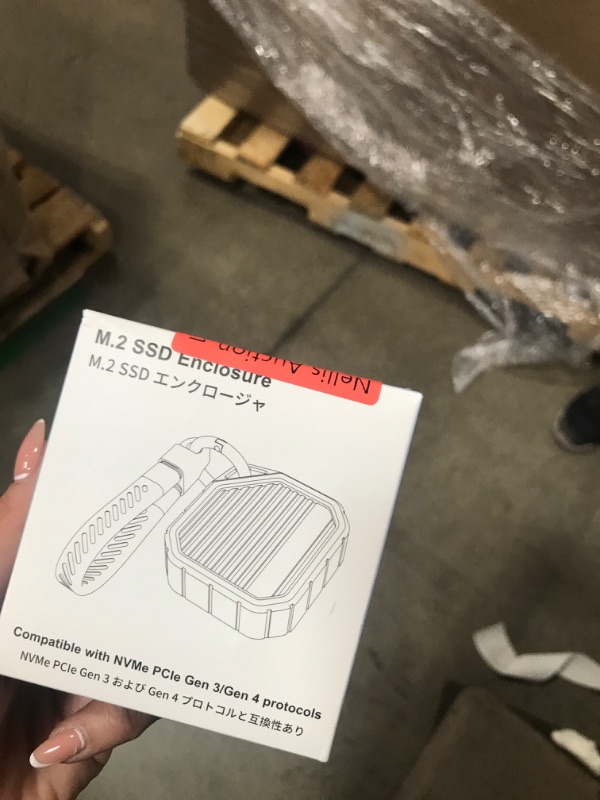 Nellis Auction
M.2 SSD Enclosure
M.2 SSD エンクロージャ
Compatible with NVMe PCIe Gen 3/Gen 4 protocols
NVMe PCIe Gen 3 および Gen 4 プロトコルと互換性あり